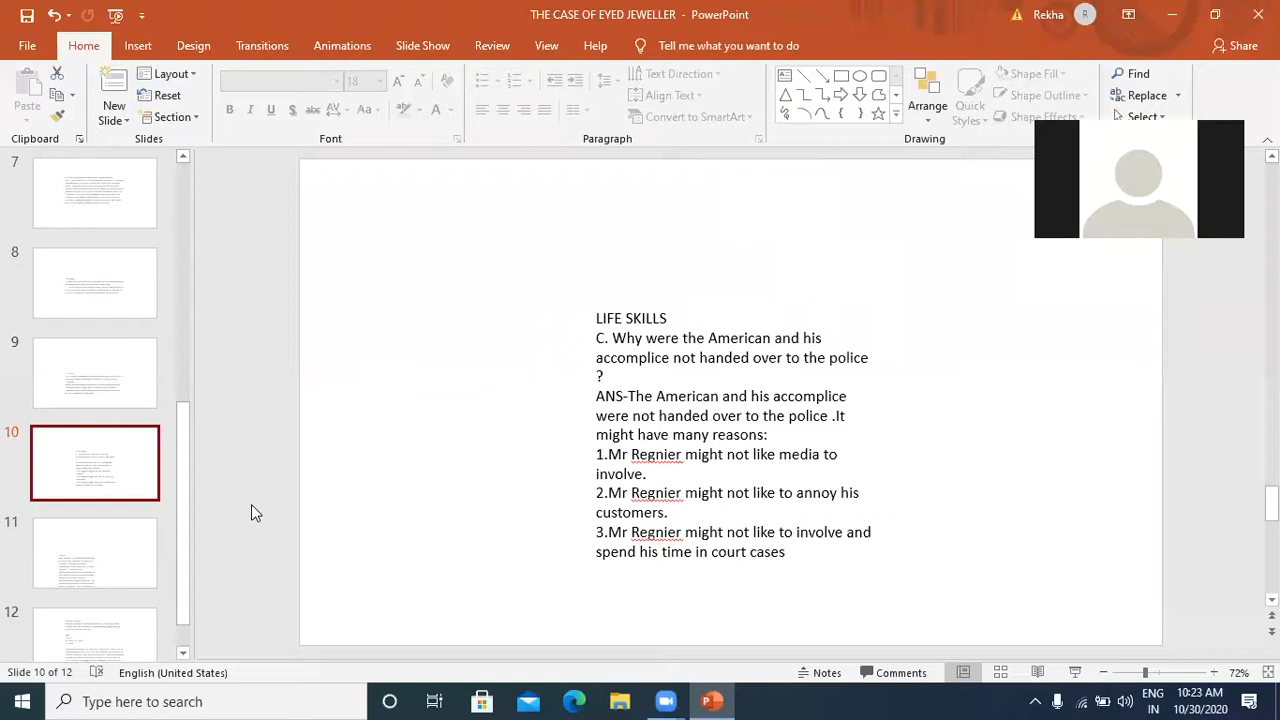 THE CASE OF EYED JEWELLER - PowerPoint
Rekha
R
File Home Insert Design Transitions Animations Slide Show Review View Help Tell me what you want to do Share
Paste
New Slide
Layout
Reset
Section
18
Text Direction
Align Text
Convert to SmartArt
Arrange
Quick Styles
Shape Fill
Shape Outline
Shape Effects
Find
Replace
Select
Clipboard Slides Font Paragraph Drawing
7
8
9
10
11
12
LIFE SKILLS
C. Why were the American and his
accomplice not handed over to the police
?
ANS-The American and his accomplice
were not handed over to the police .It
might have many reasons:
1.Mr Regnier might not like media to
involve.
2.Mr Regnier might not like to annoy his
customers.
3.Mr Regnier might not like to involve and
spend his time in court cases
Slide 10 of 12 English (United States) Notes Comments 72%
Type here to search
ENG
IN
10:23 AM
10/30/2020